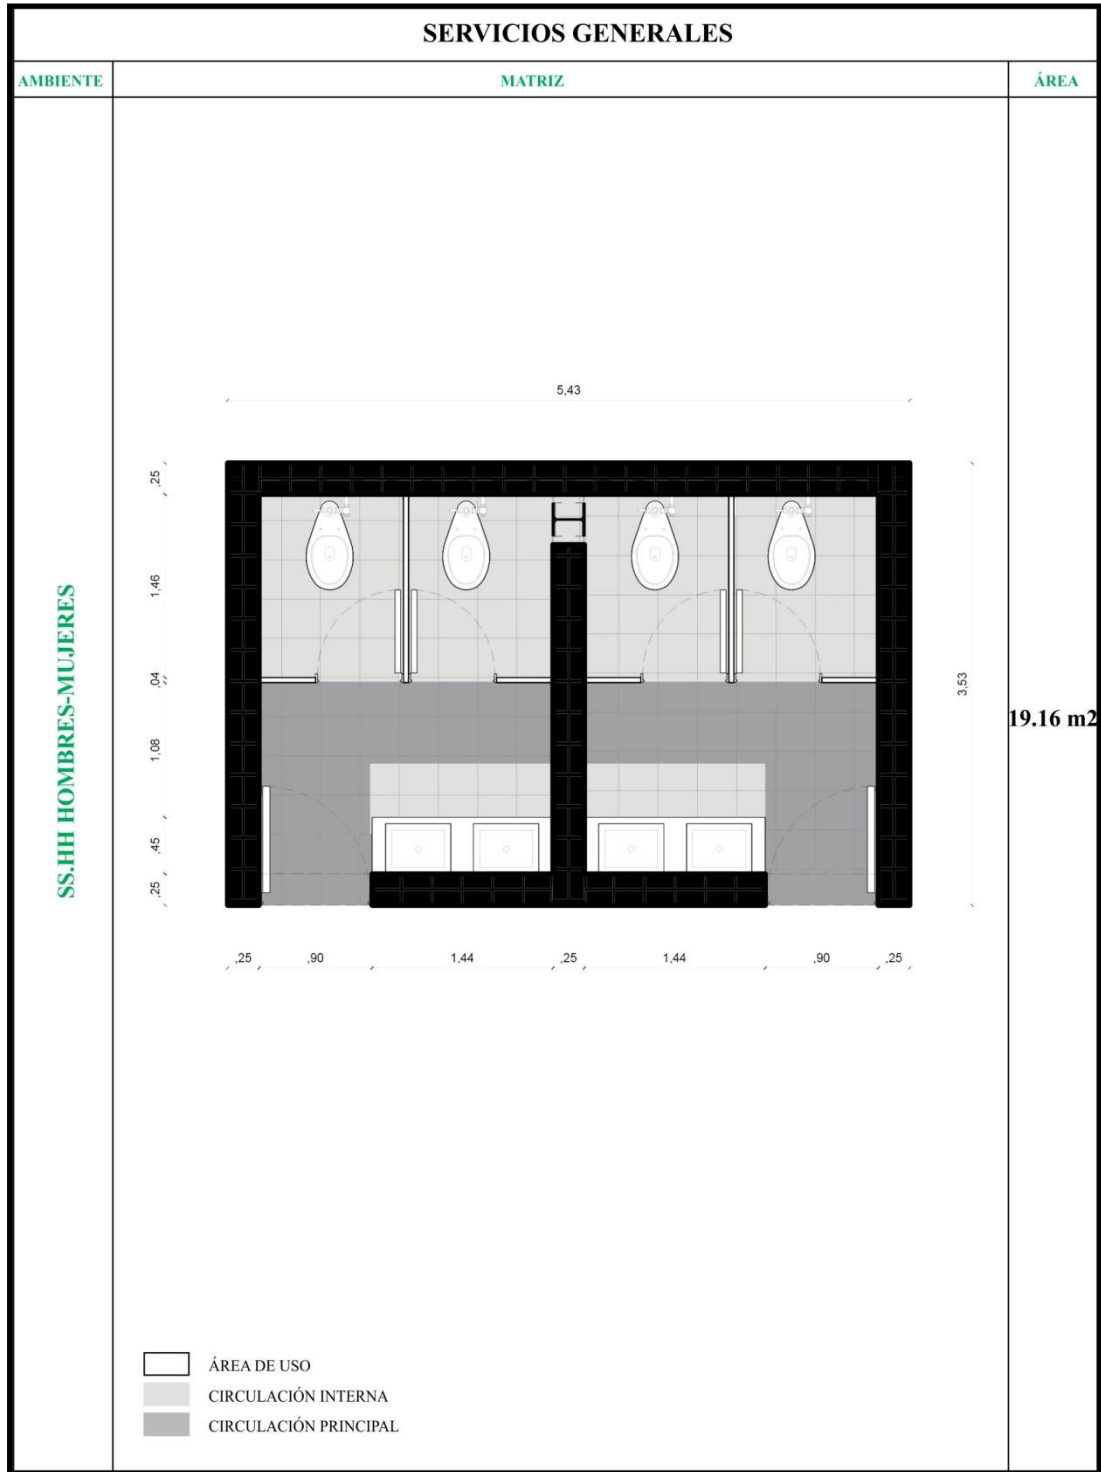 SERVICIOS GENERALES
AMBIENTE
MATRIZ
ÁREA
SS.HH HOMBRES-MUJERES
5,43
,25
1,46
,04
1,08
,45
,25
3,53
,25
,90
1,44
,25
1,44
,90
,25
19.16 m2
ÁREA DE USO
CIRCULACIÓN INTERNA
CIRCULACIÓN PRINCIPAL